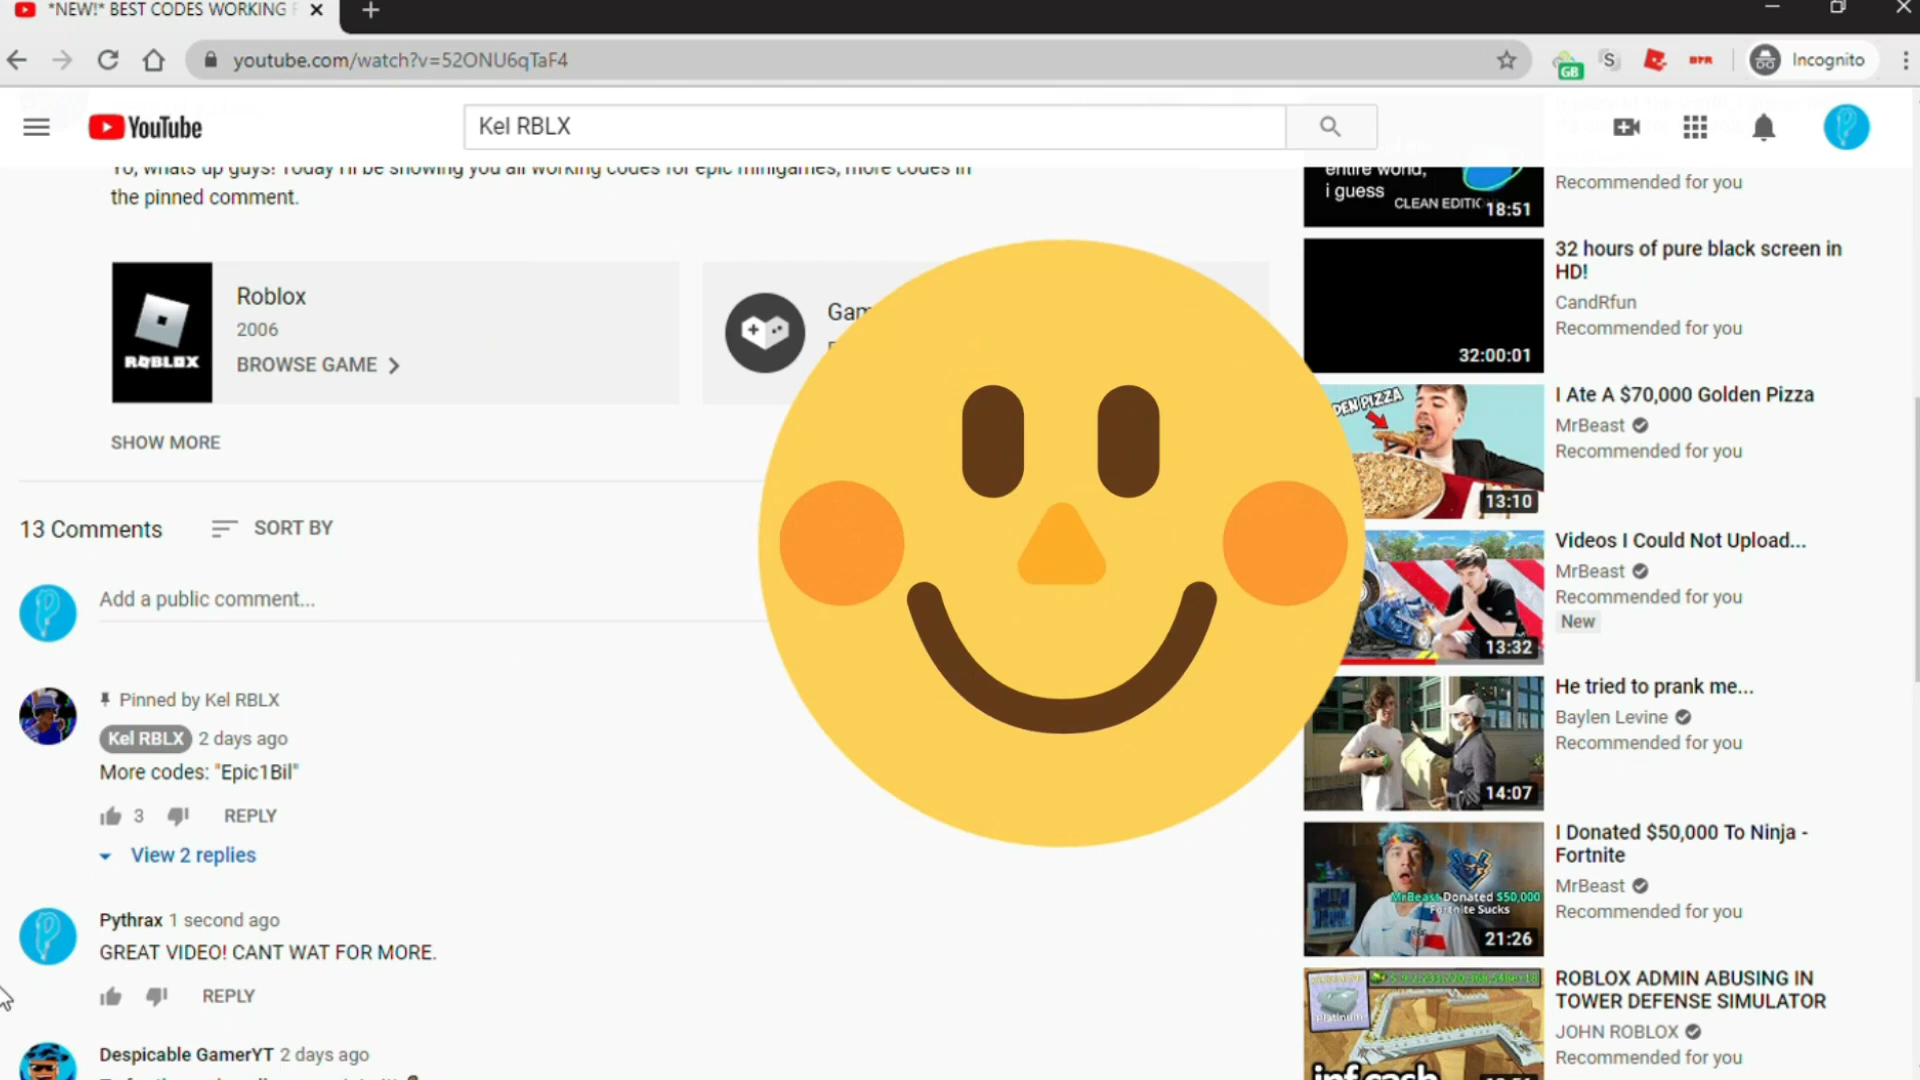 *NEW!* BEST CODES WORKING
youtube.com/watch?v=52ONU6qTaF4
GB
S
BTR
Incognito
YouTube
Kel RBLX
Yo, whats up guys! Today I'll be showing you all working codes for epic minigames, more codes in
the pinned comment.
ROBLOX
Roblox
2006
BROWSE GAME
Gam
SHOW MORE
13 Comments
SORT BY
Add a public comment...
Pinned by Kel RBLX
Kel RBLX 2 days ago
More codes: "Epic1Bil"
3
REPLY
View 2 replies
Pythrax 1 second ago
GREAT VIDEO! CANT WAT FOR MORE.
REPLY
Despicable GamerYT 2 days ago
entire world,
i guess
CLEAN EDITIO
18:51
Recommended for you
32:00:01
32 hours of pure black screen in
HD!
CandRfun
Recommended for you
DEN PIZZA
13:10
I Ate A $70,000 Golden Pizza
MrBeast
Recommended for you
13:32
Videos I Could Not Upload...
MrBeast
Recommended for you
New
14:07
He tried to prank me...
Baylen Levine
Recommended for you
MrBeast Donated $50,000
Fortnite Sucks
21:26
I Donated $50,000 To Ninja -
Fortnite
MrBeast
Recommended for you
Platinum
inf cash
ROBLOX ADMIN ABUSING IN
TOWER DEFENSE SIMULATOR
JOHN ROBLOX
Recommended for you